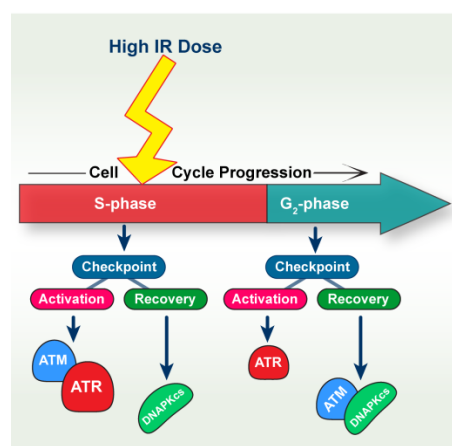 High IR Dose
Cell Cycle Progression
S-phase G₂-phase
Checkpoint Checkpoint
Activation Recovery Activation Recovery
ATM ATR
ATR DNAPKcs ATM DNAPKcs